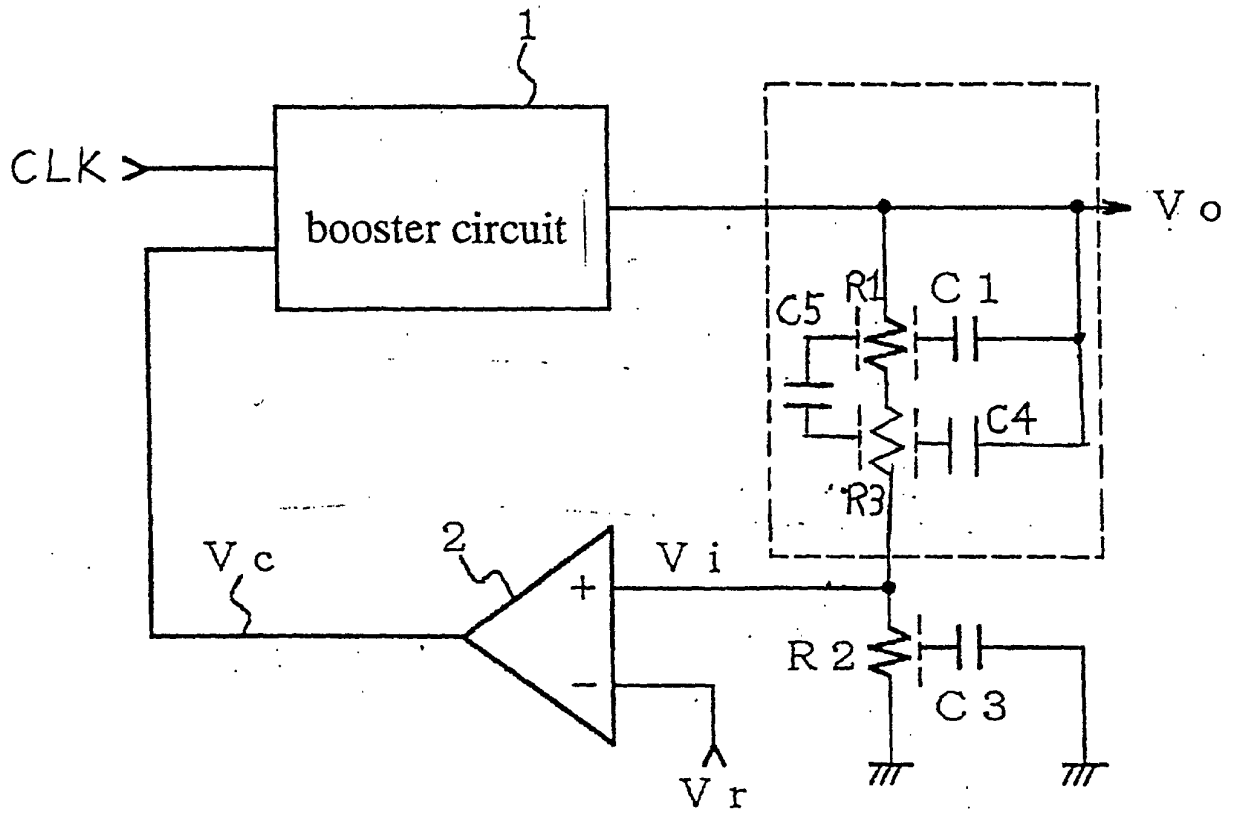 1
CLK
booster circuit
V o
R1
C 1
C5
C4
R3
V c
2
V i
+
R 2
−
C 3
V r